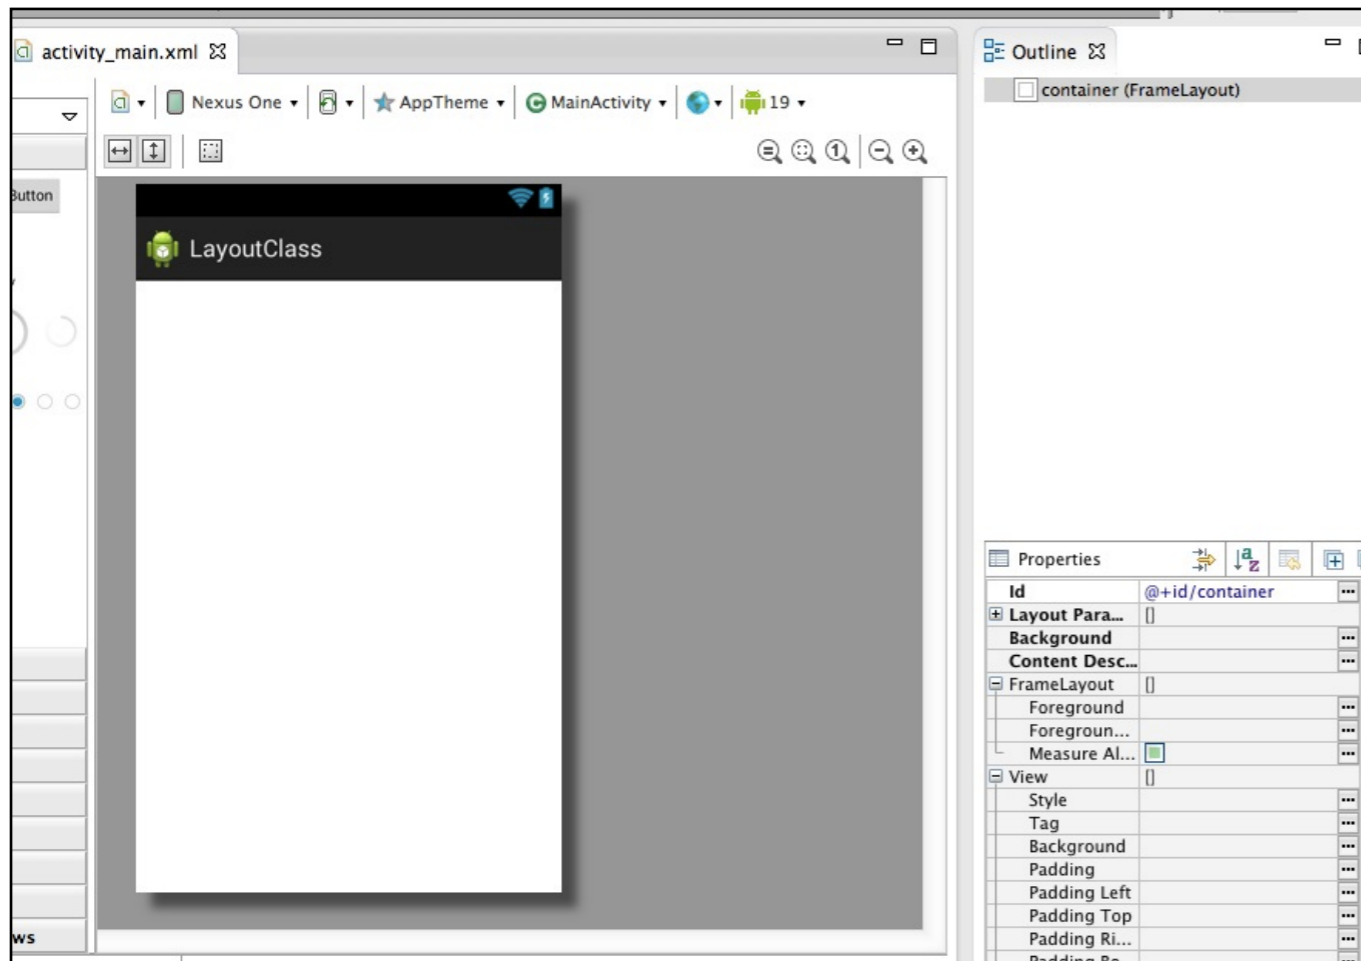 activity_main.xml
Outline
container (FrameLayout)
Nexus One
AppTheme
MainActivity
19
Button
LayoutClass
Properties
Id @+id/container
Layout Para... []
Background
Content Desc...
FrameLayout []
Foreground
Foregroun...
Measure Al...
View []
Style
Tag
Background
Padding
Padding Left
Padding Top
Padding Ri...